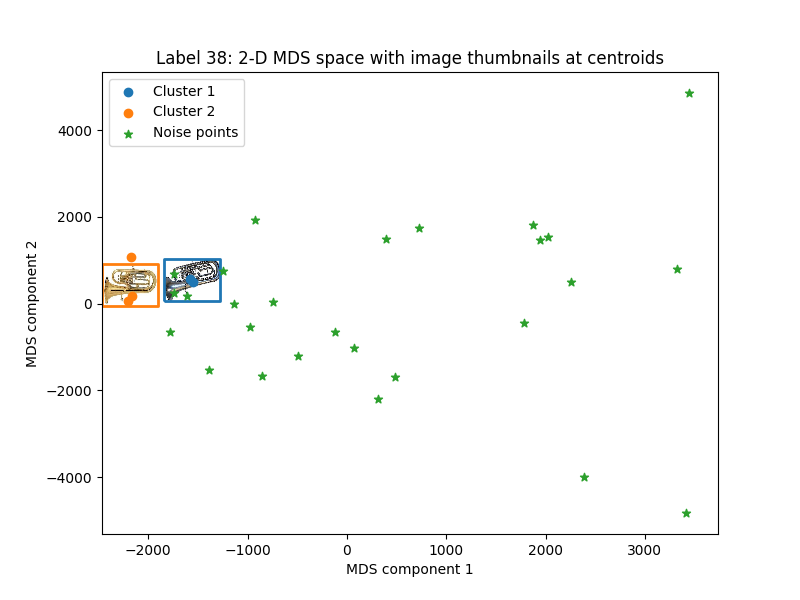 Label 38: 2-D MDS space with image thumbnails at centroids
Cluster 1
Cluster 2
Noise points
4000
2000
0
−2000
−4000
MDS component 2
−2000
−1000
0
1000
2000
3000
MDS component 1